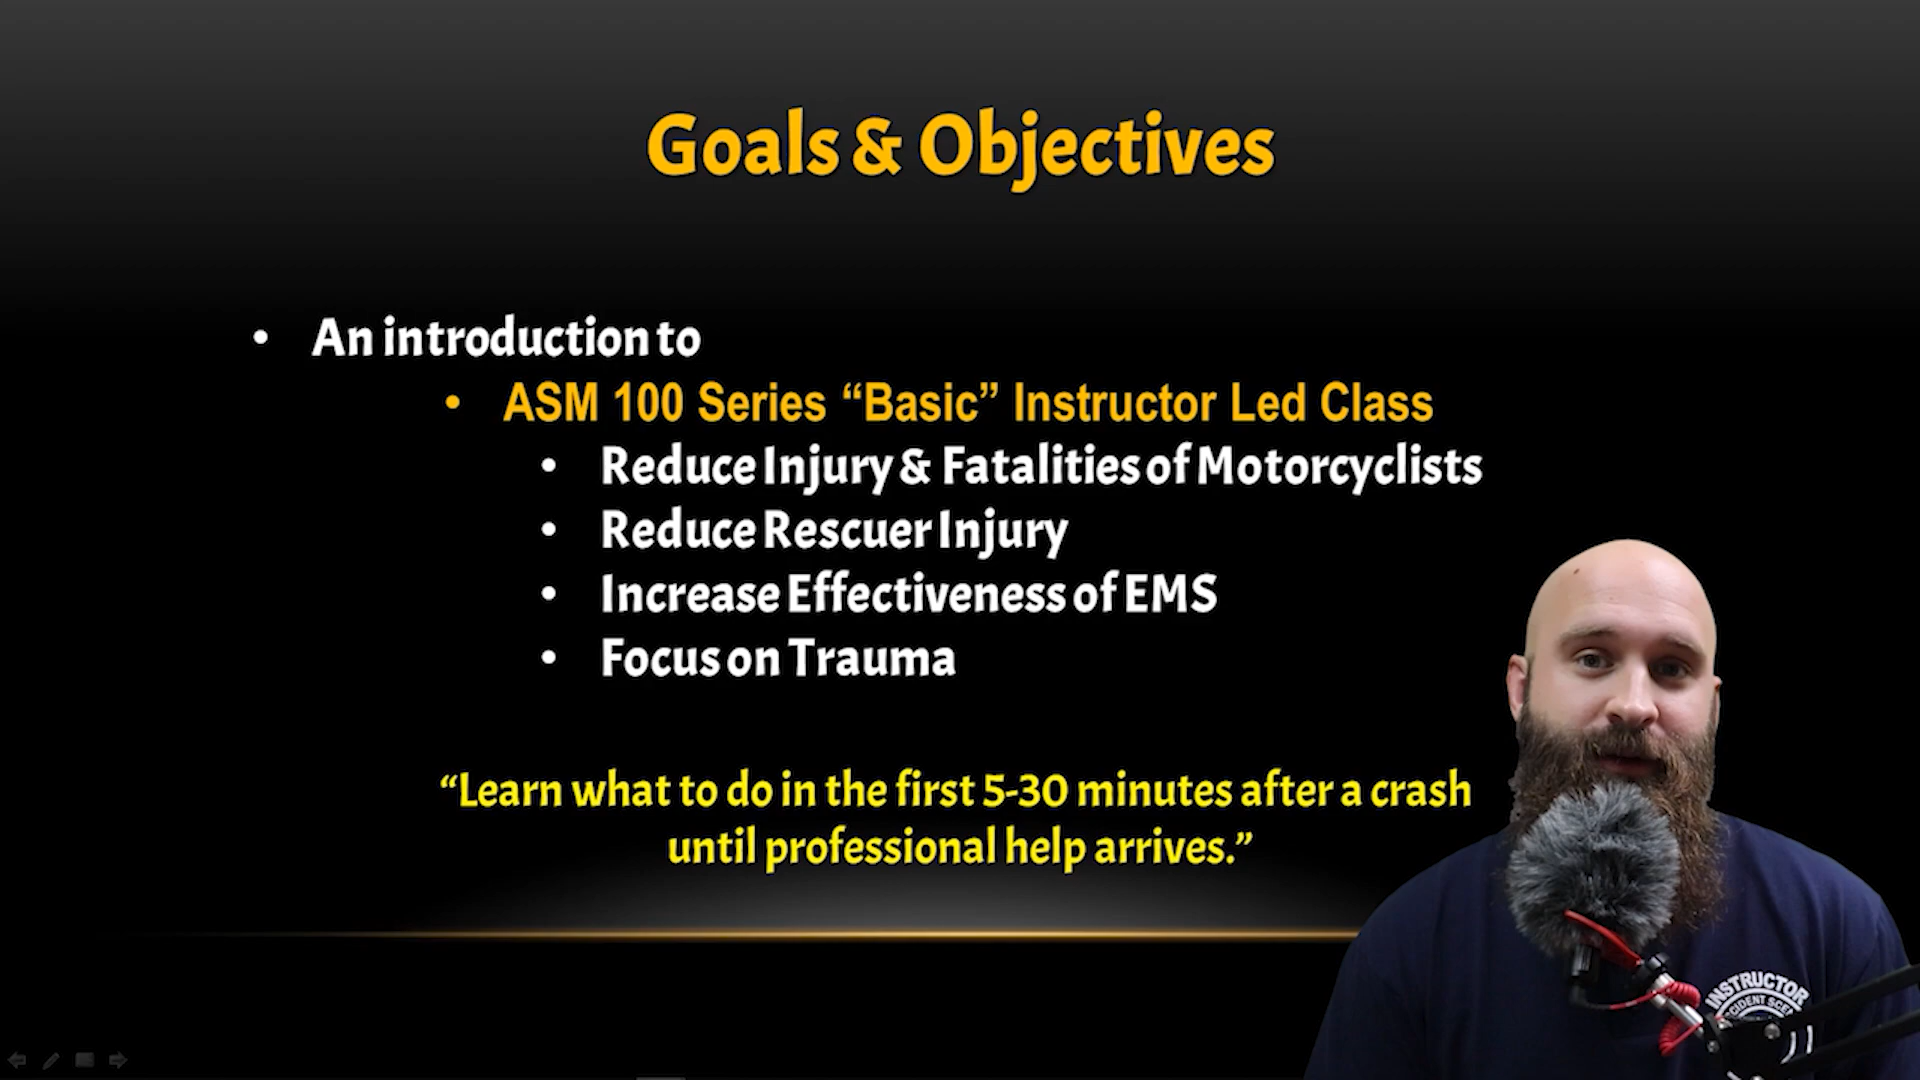 Goals & Objectives
• An introduction to
• ASM 100 Series “Basic” Instructor Led Class
• Reduce Injury & Fatalities of Motorcyclists
• Reduce Rescuer Injury
• Increase Effectiveness of EMS
• Focus on Trauma
“Learn what to do in the first 5-30 minutes after a crash
until professional help arrives.”
INSTRUCTOR